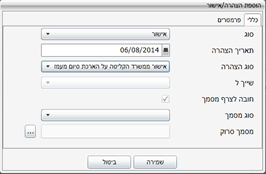 הוספת הצהרה/אישור
כללי פרמטרים
סוג אישור
תאריך הצהרה 06/08/2014
סוג הצהרה אישור ממשרד הקליטה על הארכת סיום מעמד
שייך ל
חובה לצרף מסמך
סוג מסמך
מסמך סרוק ...
שמירה ביטול